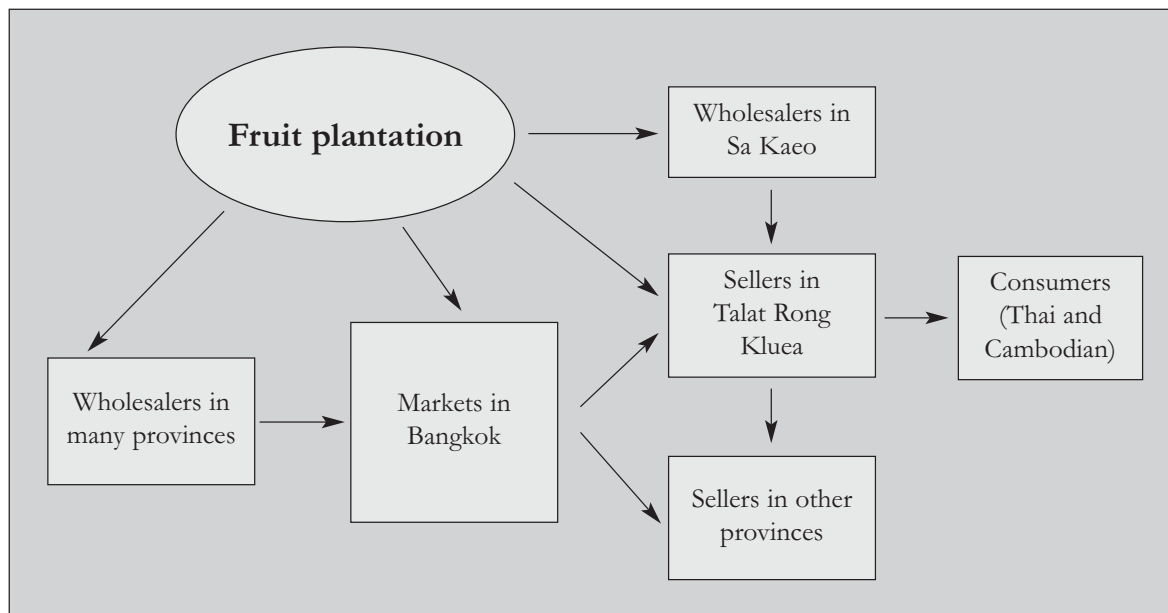 Fruit plantation
Wholesalers in
Sa Kaeo
Sellers in
Talat Rong
Kluea
Consumers
(Thai and
Cambodian)
Wholesalers in
many provinces
Markets in
Bangkok
Sellers in other
provinces